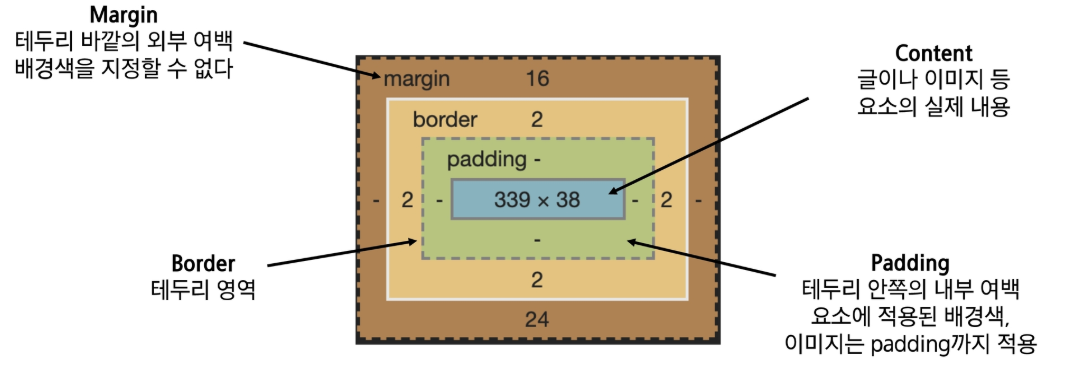 Margin
테두리 바깥의 외부 여백
배경색을 지정할 수 없다
Content
글이나 이미지 등
요소의 실제 내용
margin 16
border 2
padding -
- 2 - 339 × 38 - 2 -
-
2
24
Border
테두리 영역
Padding
테두리 안쪽의 내부 여백
요소에 적용된 배경색,
이미지는 padding까지 적용